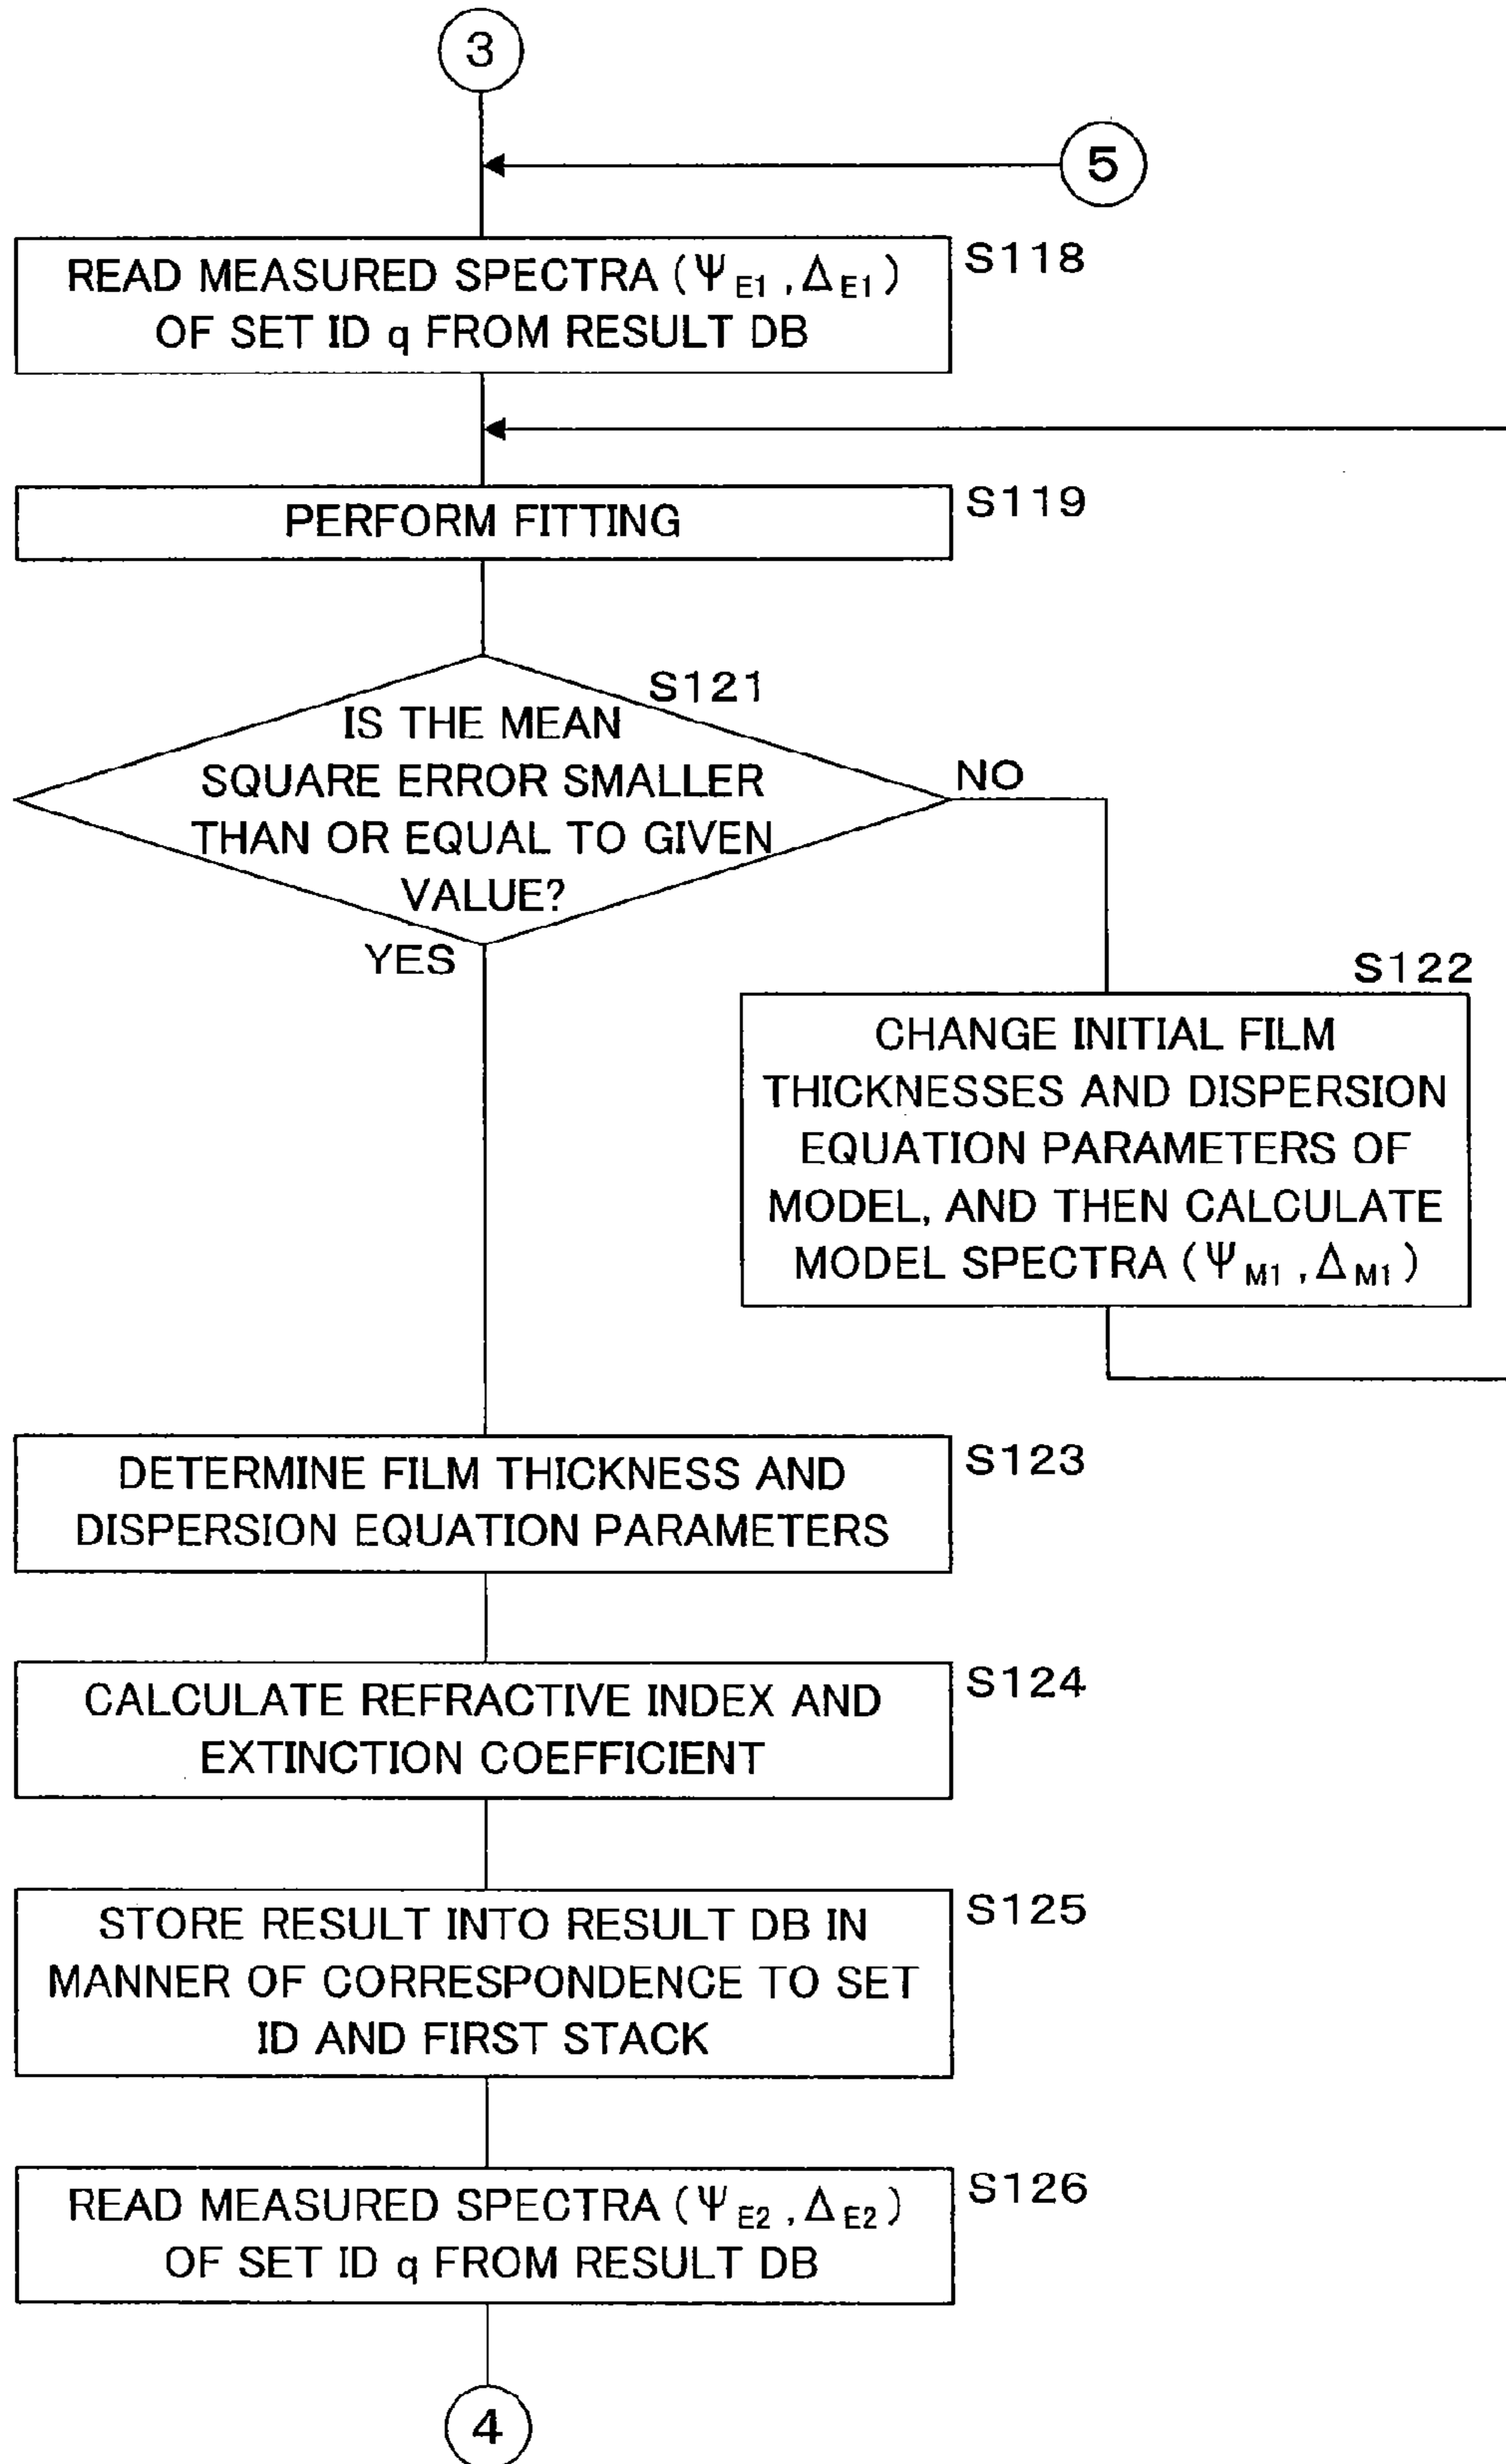 3
5
S118
READ MEASURED SPECTRA (Ψ E1 , Δ E1)
OF SET ID q FROM RESULT DB
S119
PERFORM FITTING
S121
IS THE MEAN
SQUARE ERROR SMALLER
THAN OR EQUAL TO GIVEN
VALUE?
NO
YES
S122
CHANGE INITIAL FILM
THICKNESSES AND DISPERSION
EQUATION PARAMETERS OF
MODEL, AND THEN CALCULATE
MODEL SPECTRA (Ψ M1 , Δ M1)
S123
DETERMINE FILM THICKNESS AND
DISPERSION EQUATION PARAMETERS
S124
CALCULATE REFRACTIVE INDEX AND
EXTINCTION COEFFICIENT
S125
STORE RESULT INTO RESULT DB IN
MANNER OF CORRESPONDENCE TO SET
ID AND FIRST STACK
S126
READ MEASURED SPECTRA (Ψ E2 , Δ E2)
OF SET ID q FROM RESULT DB
4